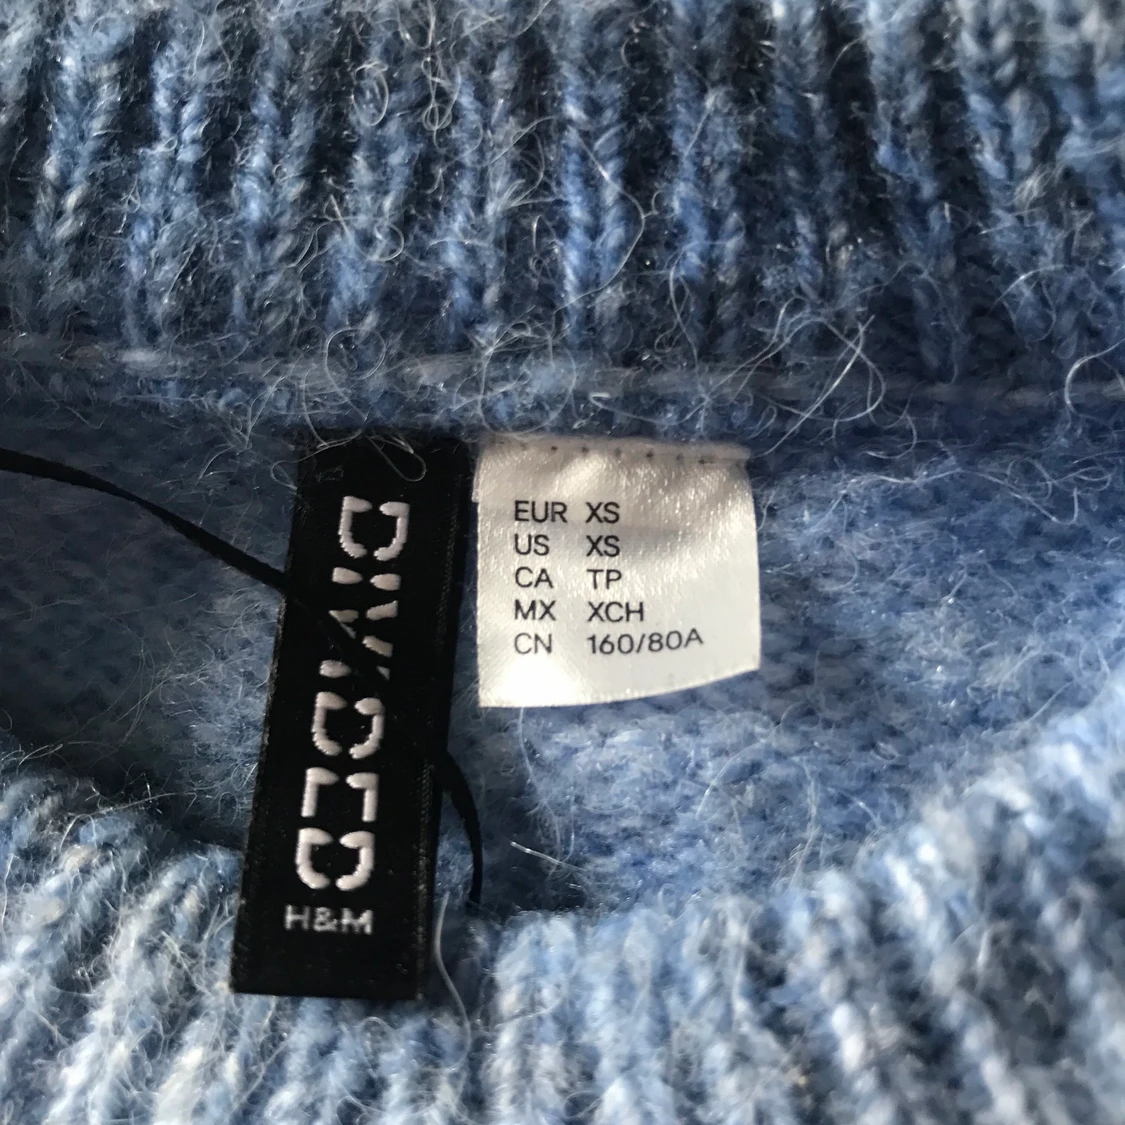 DIVIDED
H&M
EUR XS
US XS
CA TP
MX XCH
CN 160/80A